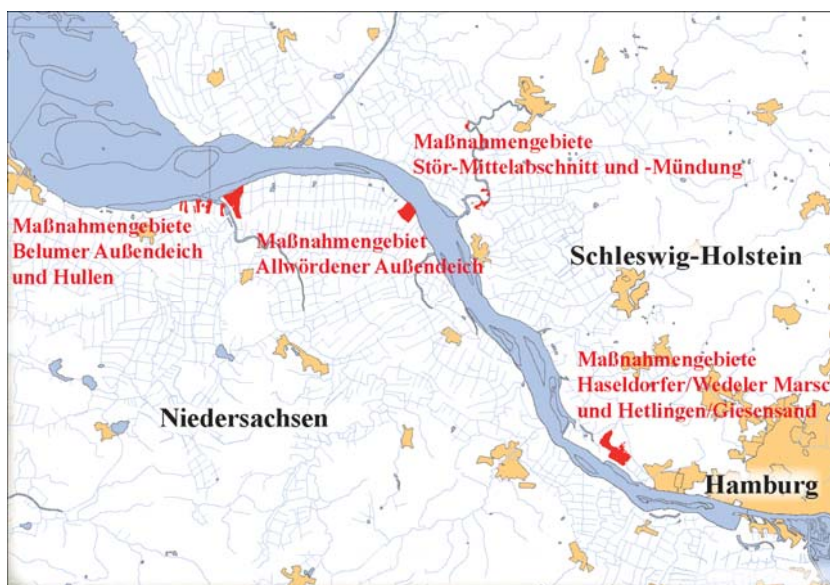 Maßnahmengebiete
Stör-Mittelabschnitt und -Mündung
Maßnahmengebiete
Belumer Außendeich
und Hullen
Maßnahmengebiet
Allwördener Außendeich
Schleswig-Holstein
Maßnahmengebiete
Haseldorfer/Wedeler Marsc
und Hetlingen/Giesensand
Niedersachsen
Hamburg